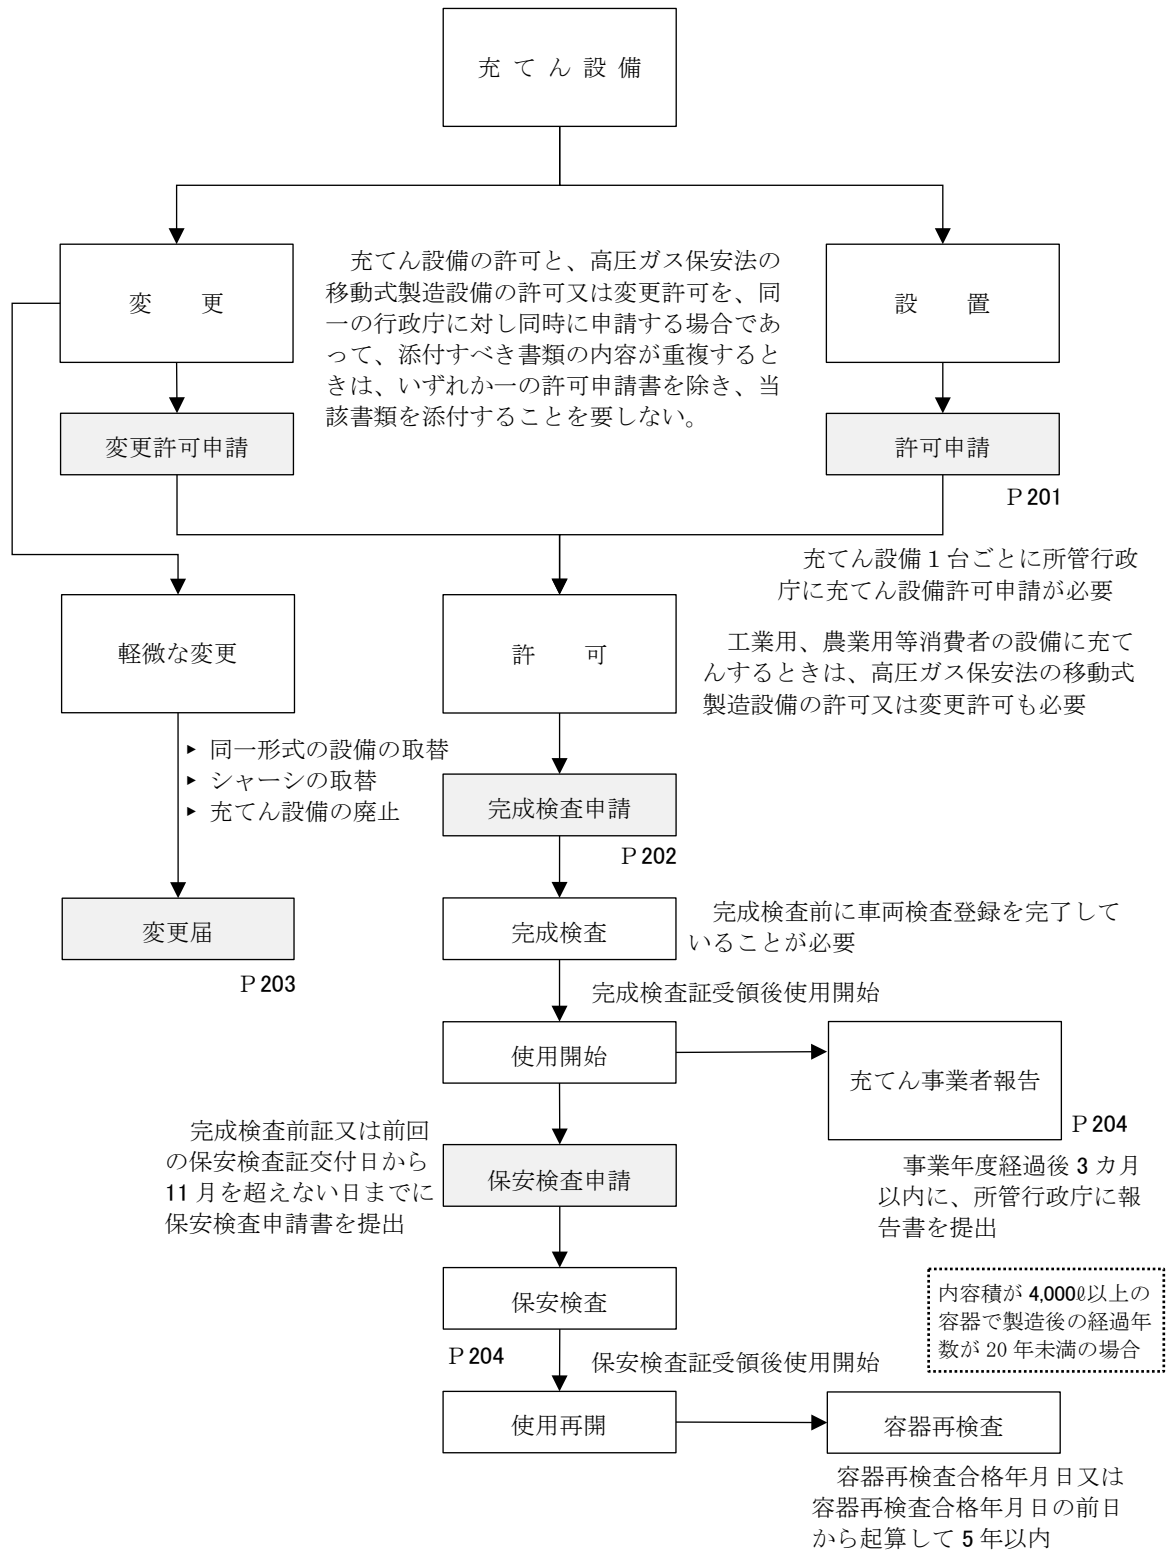 充てん設備
変　更
充てん設備の許可と、高圧ガス保安法の
移動式製造設備の許可又は変更許可を、同
一の行政庁に対し同時に申請する場合であ
って、添付すべき書類の内容が重複すると
きは、いずれか一の許可申請書を除き、当
該書類を添付することを要しない。
設　置
変更許可申請
許可申請
Ｐ201
充てん設備１台ごとに所管行政
庁に充てん設備許可申請が必要
軽微な変更
許　可
工業用、農業用等消費者の設備に充て
んするときは、高圧ガス保安法の移動式
製造設備の許可又は変更許可も必要
▶ 同一形式の設備の取替
▶ シャーシの取替
▶ 充てん設備の廃止
完成検査申請
Ｐ202
変更届
Ｐ203
完成検査
完成検査前に車両検査登録を完了して
いることが必要
完成検査証受領後使用開始
使用開始
充てん事業者報告
Ｐ204
事業年度経過後 3 カ月
以内に、所管行政庁に報
告書を提出
完成検査前証又は前回
の保安検査証交付日から
11 月を超えない日までに
保安検査申請書を提出
保安検査申請
保安検査
Ｐ204
保安検査証受領後使用開始
内容積が 4,000ℓ以上の
容器で製造後の経過年
数が 20 年未満の場合
使用再開
容器再検査
容器再検査合格年月日又は
容器再検査合格年月日の前日
から起算して 5 年以内